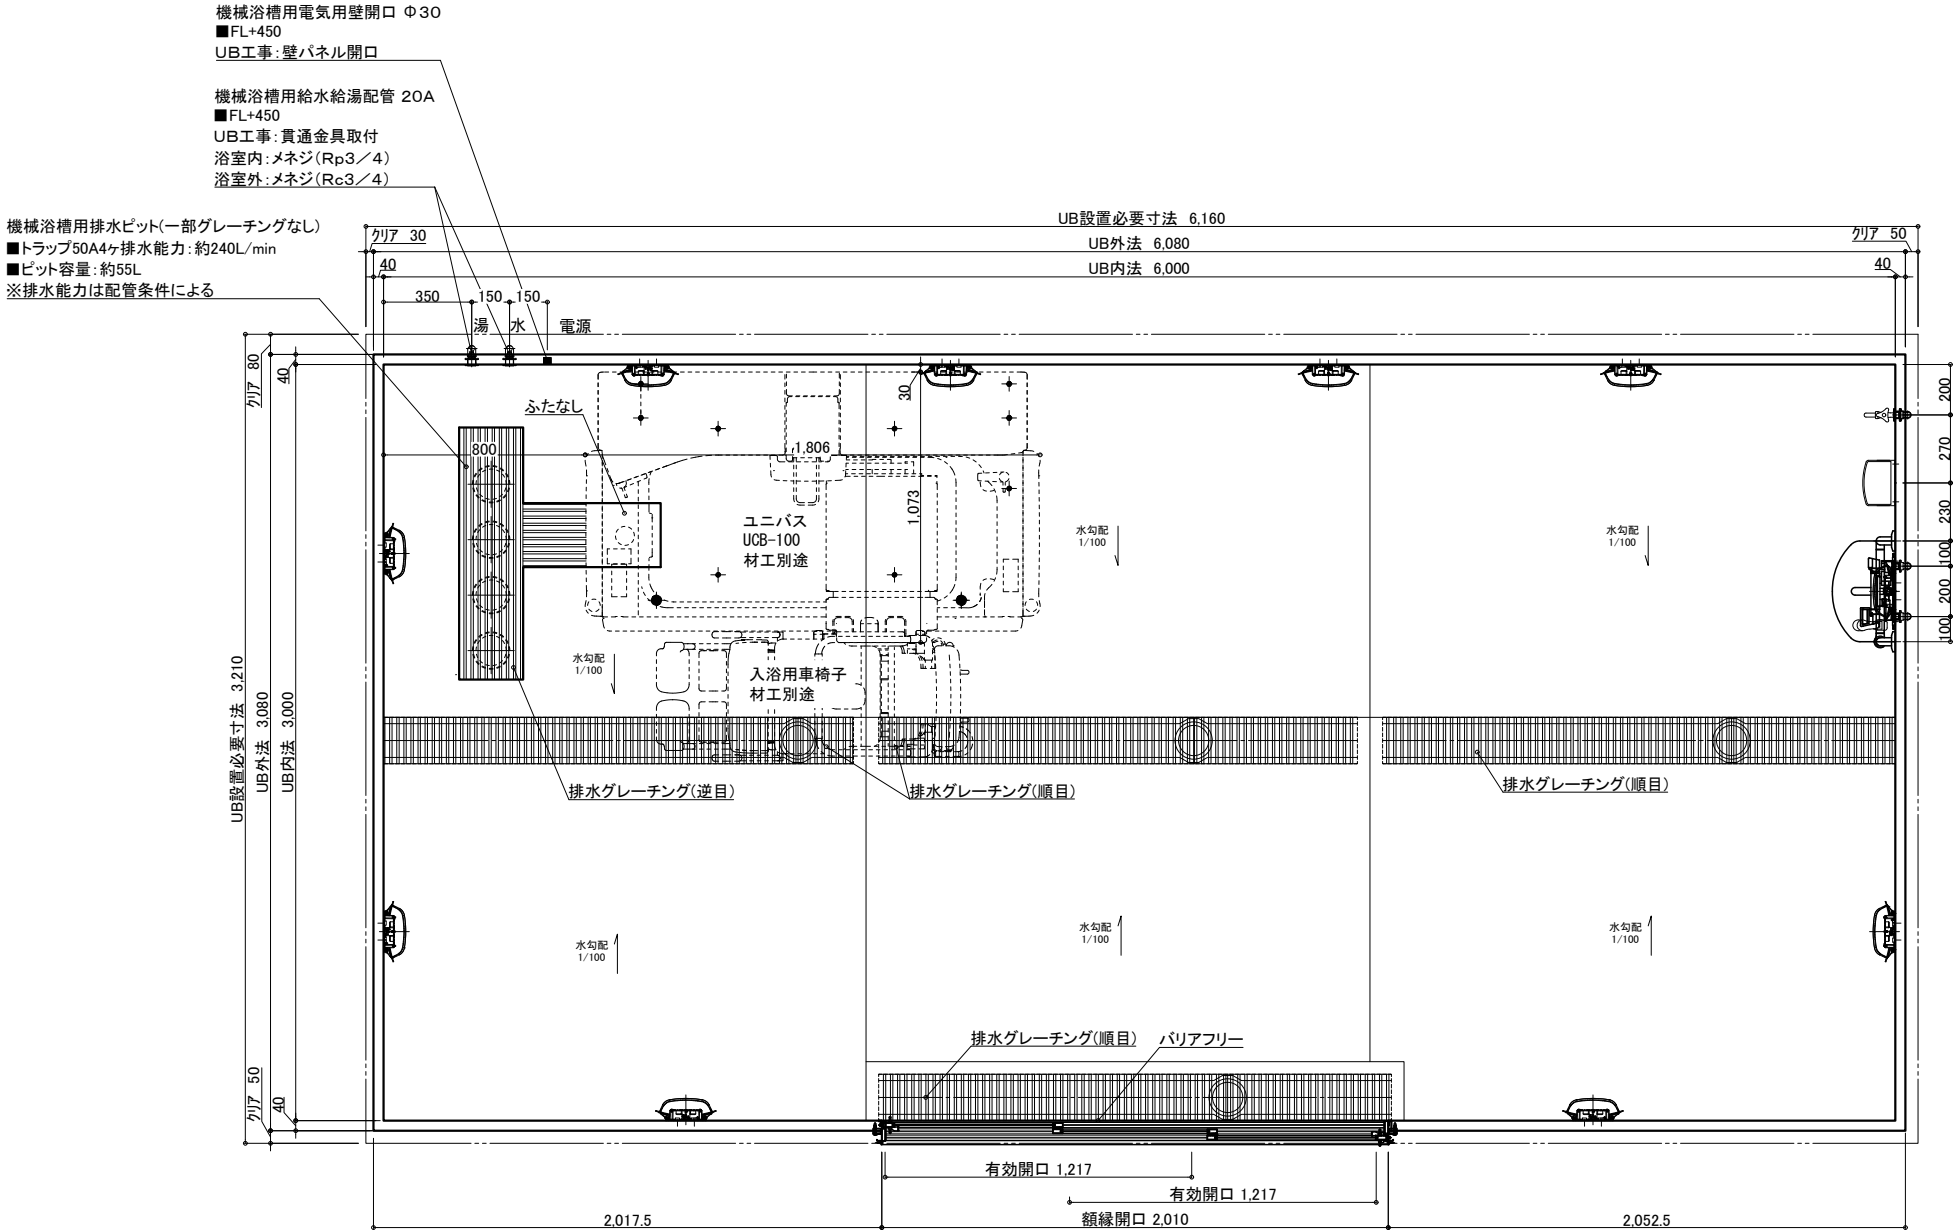 機械浴槽用電気用壁開口 Φ30
■FL+450
UB工事:壁パネル開口
機械浴槽用給水給湯配管 20A
■FL+450
UB工事:貫通金具取付
浴室内:メネジ(Rp3/4)
浴室外:メネジ(Rc3/4)
機械浴槽用排水ピット(一部グレーチングなし)
■トラップ50A4ヶ排水能力:約240L/min
■ピット容量:約55L
※排水能力は配管条件による
UB設置必要寸法 6,160
クリア 30
UB外法 6,080
クリア 50
40
UB内法 6,000
40
350
150
150
湯
水
電源
クリア 80
40
30
200
ふたなし
800
1,806
270
1,073
ユニバス
UCB-100
材工別途
水勾配
1/100
水勾配
1/100
230
100
200
100
水勾配
1/100
入浴用車椅子
材工別途
UB設置必要寸法 3,210
UB外法 3,080
UB内法 3,000
排水グレーチング(逆目)
排水グレーチング(順目)
排水グレーチング(順目)
水勾配
1/100
水勾配
1/100
水勾配
1/100
排水グレーチング(順目)
バリアフリー
クリア 50
40
有効開口 1,217
有効開口 1,217
2,017.5
額縁開口 2,010
2,052.5